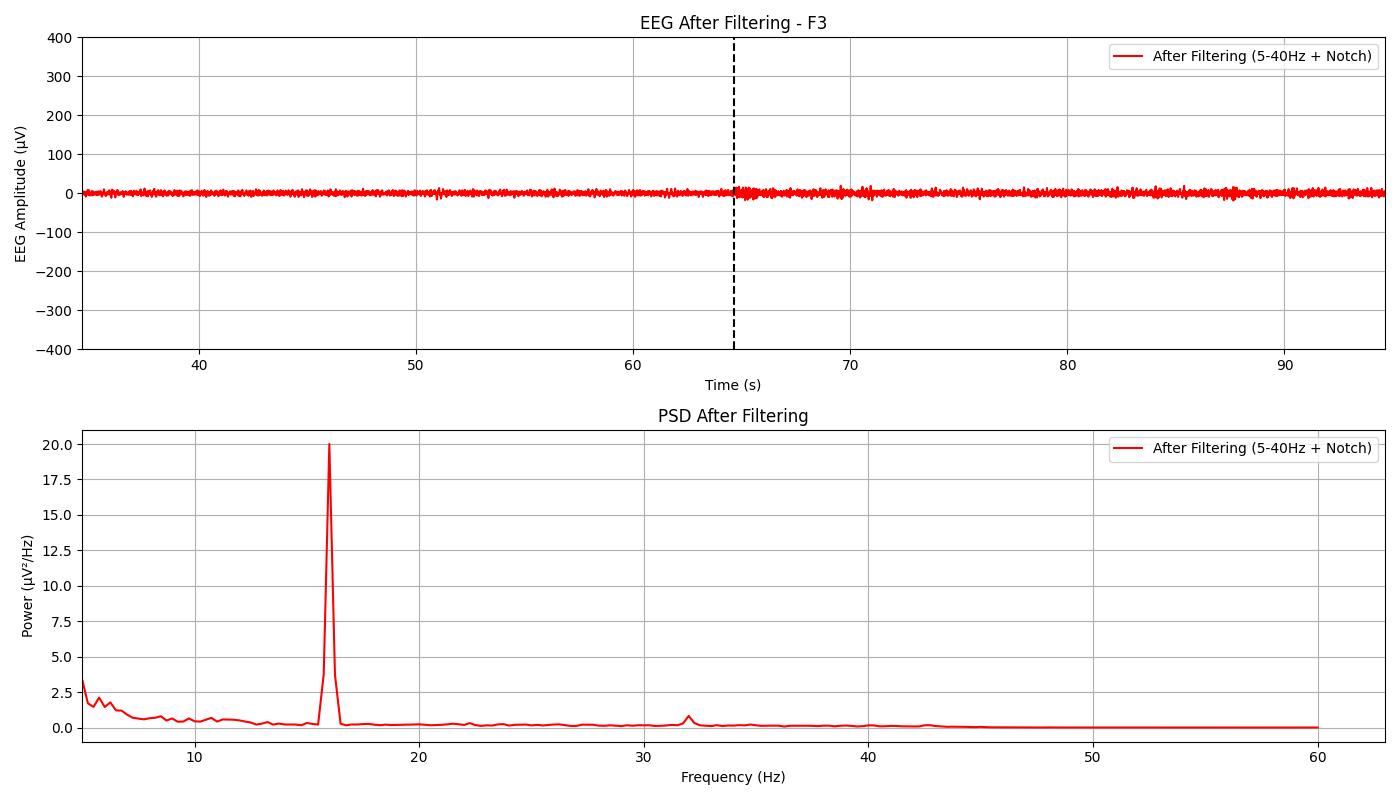 EEG After Filtering - F3
After Filtering (5-40Hz + Notch)
EEG Amplitude (µV)
400
300
200
100
0
−100
−200
−300
−400
40 50 60 70 80 90
Time (s)
PSD After Filtering
After Filtering (5-40Hz + Notch)
Power (µV²/Hz)
20.0
17.5
15.0
12.5
10.0
7.5
5.0
2.5
0.0
10 20 30 40 50 60
Frequency (Hz)